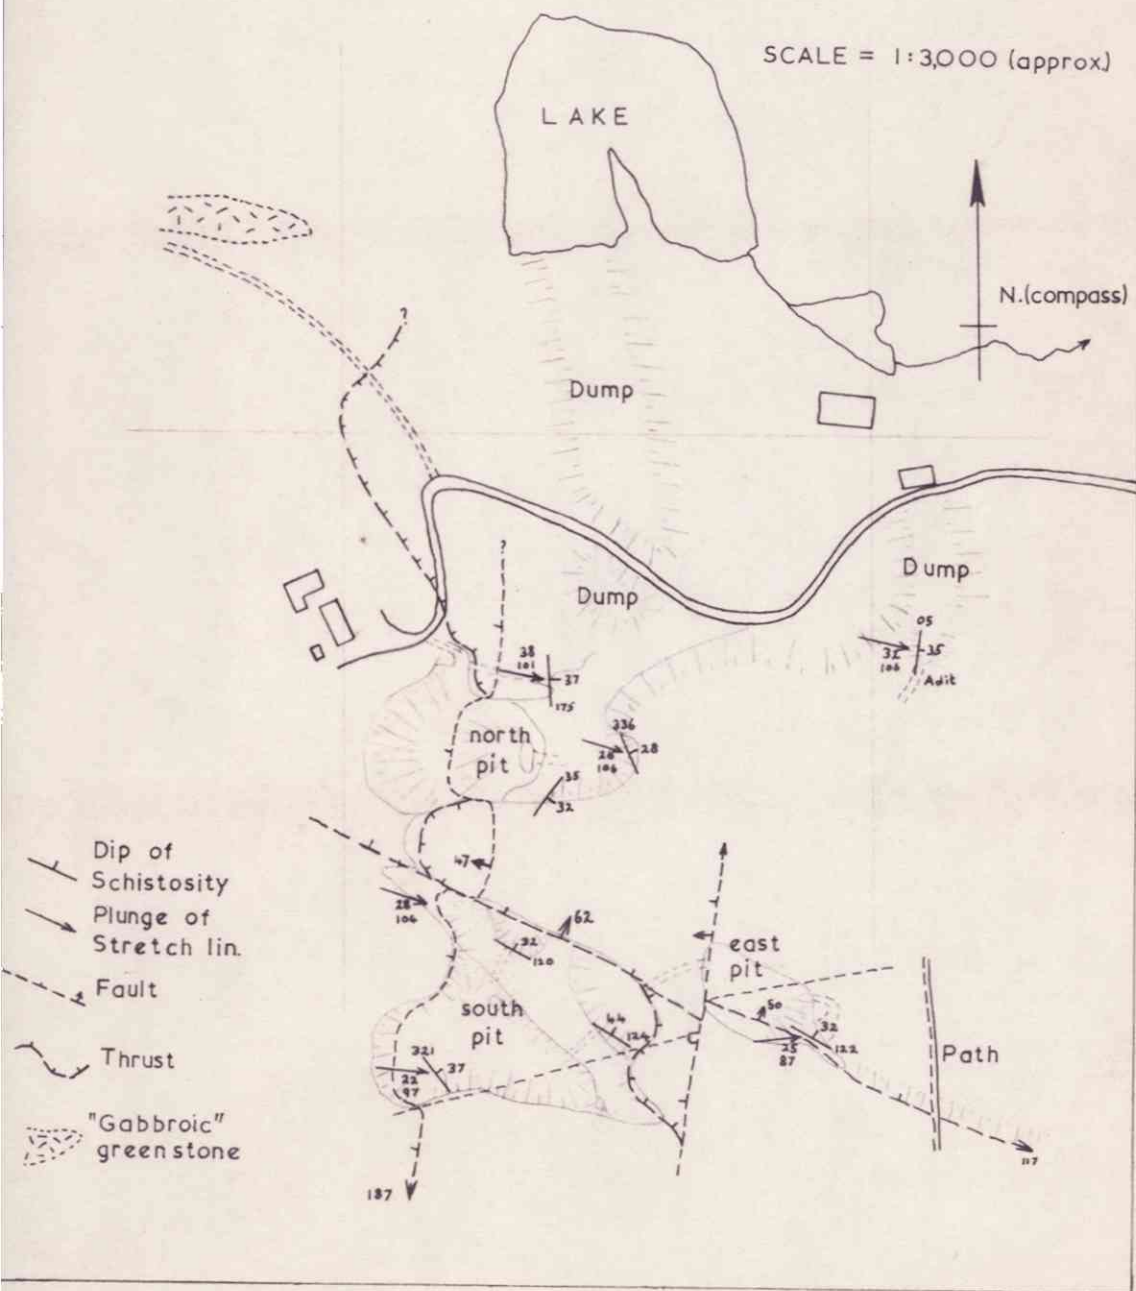 SCALE = 1:3,000 (approx.)
LAKE
N.(compass)
?
Dump
?
Dump
Dump
05
35
106
Adit
38
101
37
175
336
28
106
north
pit
35
32
47
28
106
62
32
120
east
pit
50
south
pit
44
124
32
122
25
87
321
37
22
97
Path
117
187
Dip of
Schistosity
Plunge of
Stretch lin.
Fault
Thrust
"Gabbroic"
greenstone